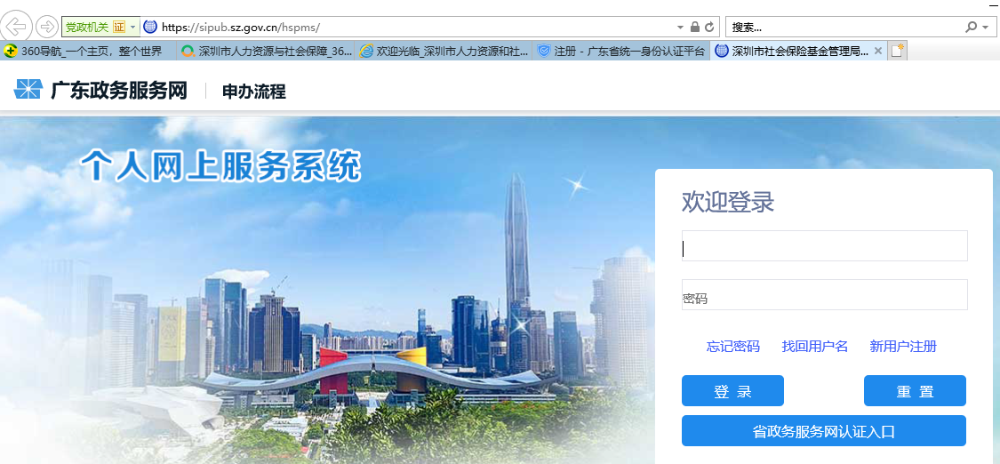 党政机关 证 https://sipub.sz.gov.cn/hspms/ 搜索...
360导航_一个主页，整个世界 深圳市人力资源与社会保障_36... 欢迎光临_深圳市人力资源和社... 注册 - 广东省统一身份认证平台 深圳市社会保险基金管理局...
广东政务服务网 申办流程
个人网上服务系统
欢迎登录
密码
忘记密码 找回用户名 新用户注册
登 录 重 置
省政务服务网认证入口